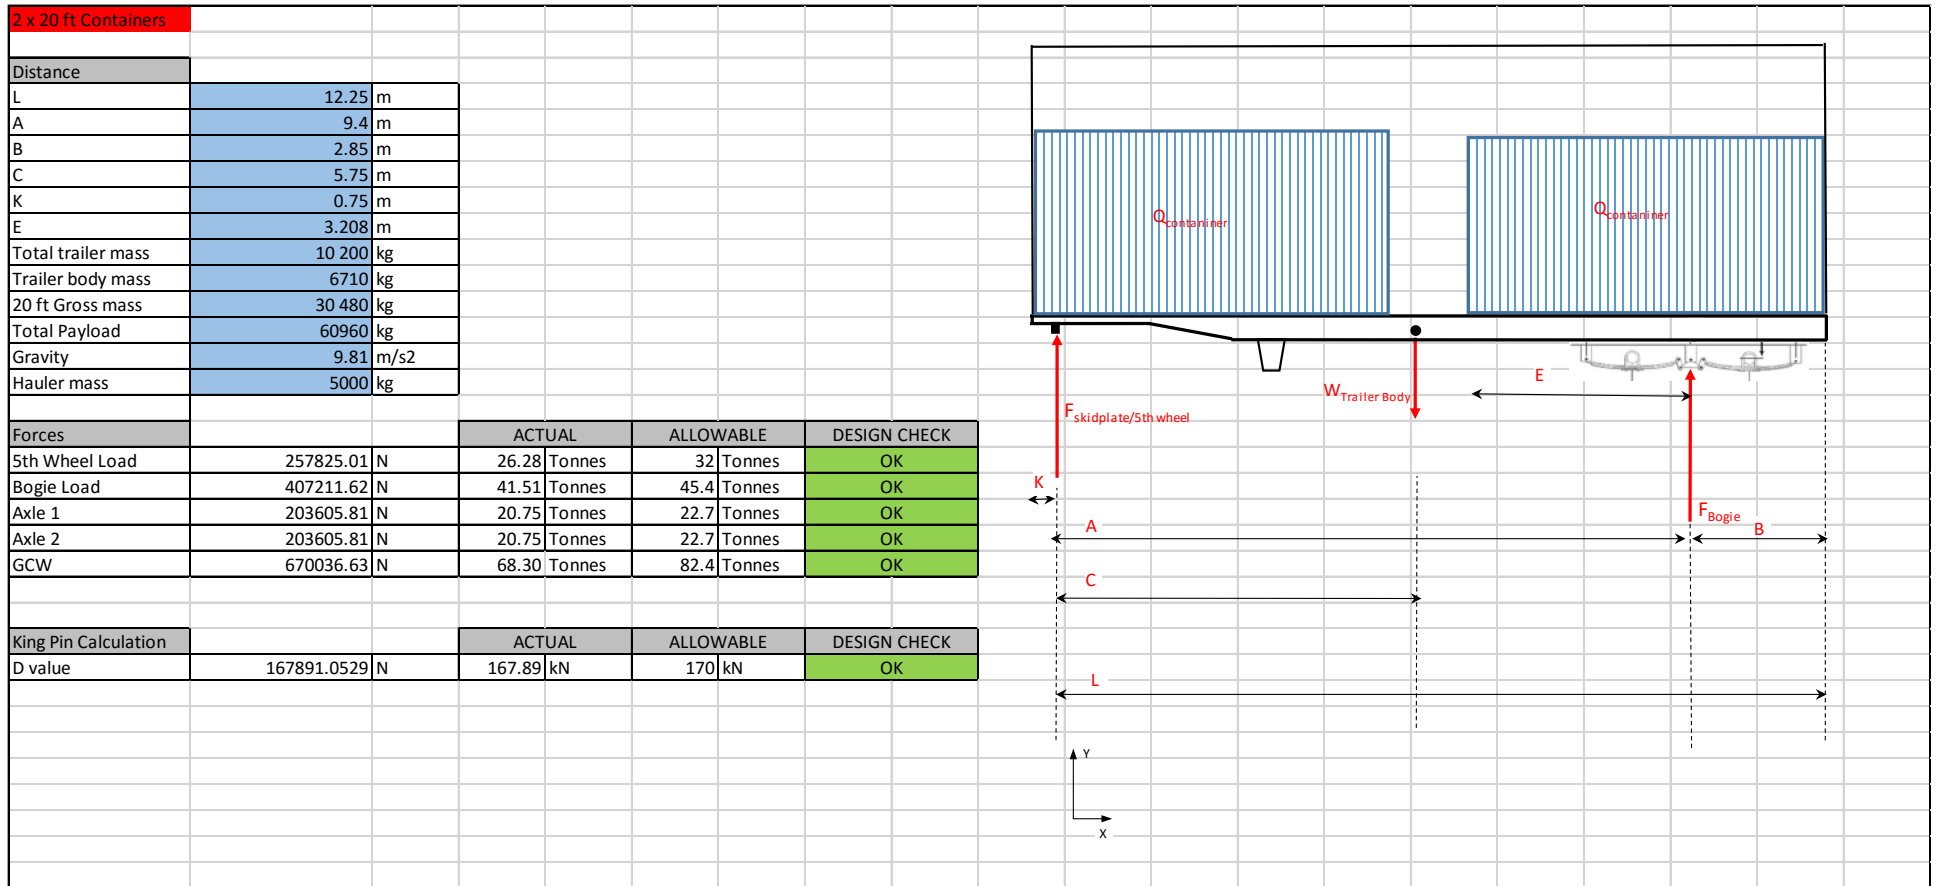 2 x 20 ft Containers
Distance
L 12.25 m
A 9.4 m
B 2.85 m
C 5.75 m
K 0.75 m
E 3.208 m
Total trailer mass 10 200 kg
Trailer body mass 6710 kg
20 ft Gross mass 30 480 kg
Total Payload 60960 kg
Gravity 9.81 m/s2
Hauler mass 5000 kg
Forces ACTUAL ALLOWABLE DESIGN CHECK
5th Wheel Load 257825.01 N 26.28 Tonnes 32 Tonnes OK
Bogie Load 407211.62 N 41.51 Tonnes 45.4 Tonnes OK
Axle 1 203605.81 N 20.75 Tonnes 22.7 Tonnes OK
Axle 2 203605.81 N 20.75 Tonnes 22.7 Tonnes OK
GCW 670036.63 N 68.30 Tonnes 82.4 Tonnes OK
King Pin Calculation ACTUAL ALLOWABLE DESIGN CHECK
D value 167891.0529 N 167.89 kN 170 kN OK
Qcontaniner
Qcontaniner
E
WTrailer Body
Fskidplate/5th wheel
K
FBogie
A
B
C
L
Y
X